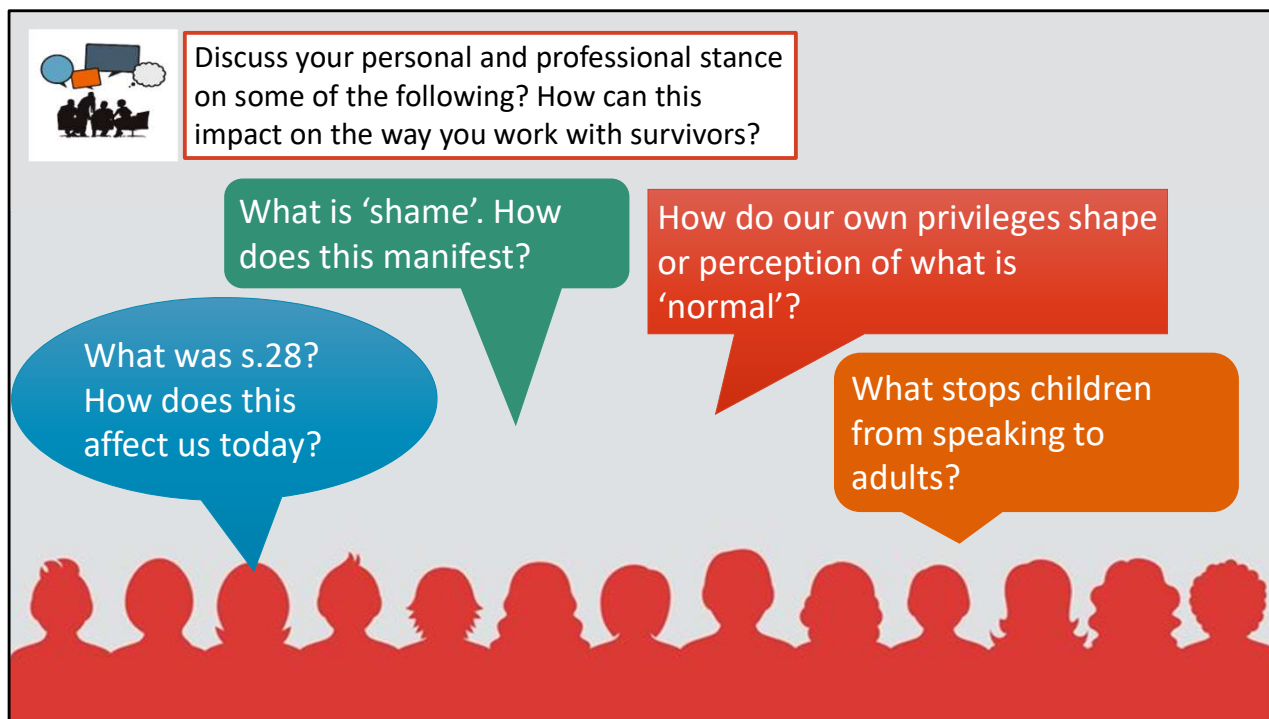 Discuss your personal and professional stance
on some of the following? How can this
impact on the way you work with survivors?
What is ‘shame’. How
does this manifest?
How do our own privileges shape
or perception of what is
‘normal’?
What was s.28?
How does this
affect us today?
What stops children
from speaking to
adults?